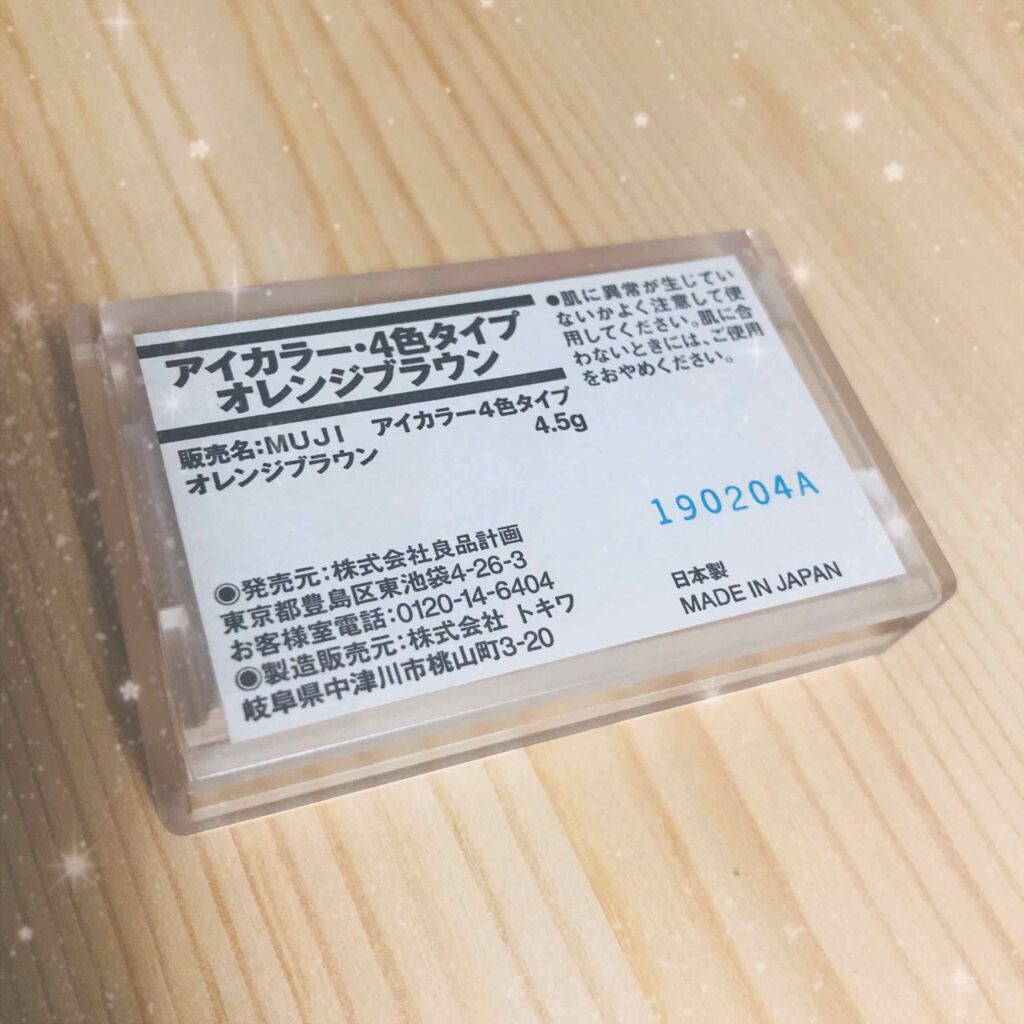 アイカラー・4色タイプ
オレンジブラウン
販売名：MUJI アイカラー4色タイプ
オレンジブラウン 4.5g
●肌に異常が生じてい
ないかよく注意して使
用してください。肌に合
わないときには、ご使用
をおやめください。
190204A
◉発売元：株式会社良品計画
東京都豊島区東池袋4-26-3
お客様室電話：0120-14-6404
◉製造販売元：株式会社 トキワ
岐阜県中津川市桃山町3-20
日本製
MADE IN JAPAN